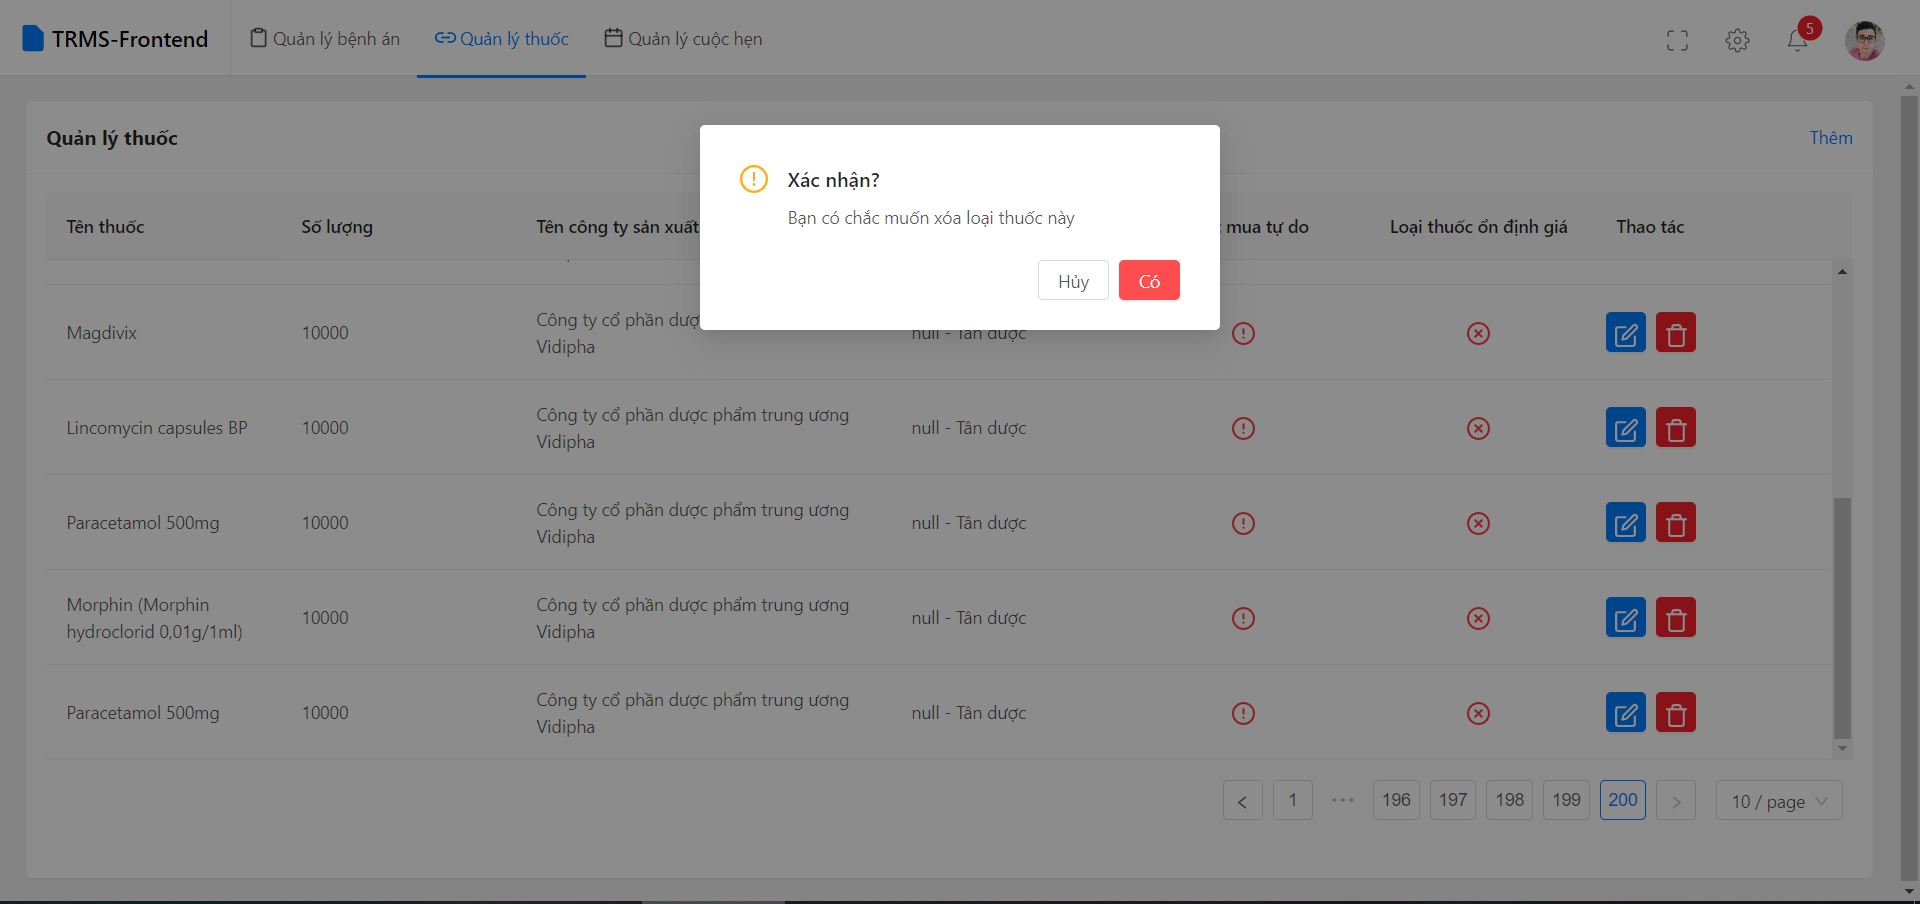 TRMS-Frontend
Quản lý bệnh án
Quản lý thuốc
Quản lý cuộc hẹn
5
Quản lý thuốc
Thêm
Xác nhận?
Bạn có chắc muốn xóa loại thuốc này
Hủy
Có
Tên thuốc
Số lượng
Tên công ty sản xuất
mua tự do
Loại thuốc ổn định giá
Thao tác
Magdivix
10000
Công ty cổ phần dược
Vidipha
null - Tân dược
Lincomycin capsules BP
10000
Công ty cổ phần dược phẩm trung ương
Vidipha
null - Tân dược
Paracetamol 500mg
10000
Công ty cổ phần dược phẩm trung ương
Vidipha
null - Tân dược
Morphin (Morphin
hydroclorid 0,01g/1ml)
10000
Công ty cổ phần dược phẩm trung ương
Vidipha
null - Tân dược
Paracetamol 500mg
10000
Công ty cổ phần dược phẩm trung ương
Vidipha
null - Tân dược
< 1 ••• 196 197 198 199 200 >
10 / page